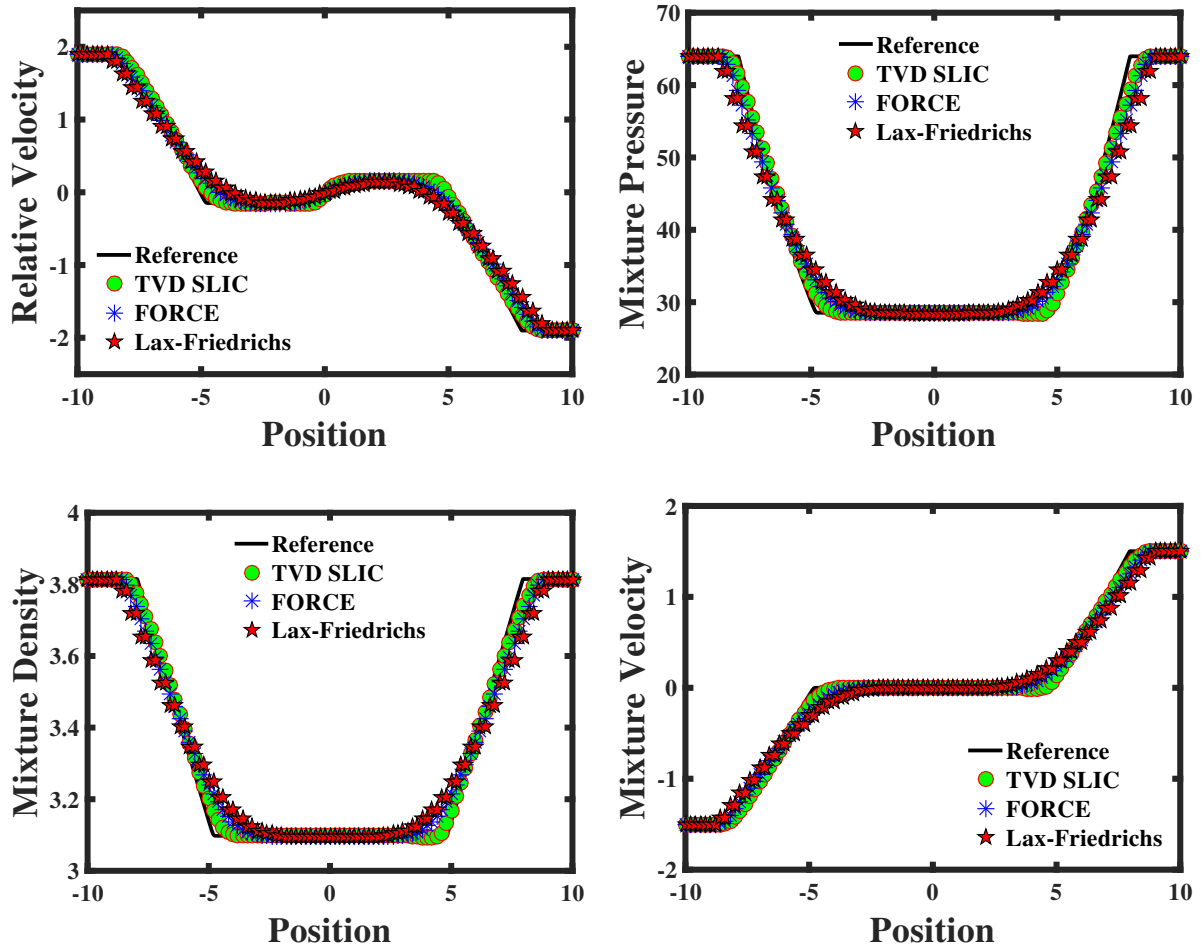 Relative Velocity
2
1
0
-1
-2
Reference
TVD SLIC
FORCE
Lax-Friedrichs
-10
-5
0
5
10
Position
Mixture Pressure
70
60
50
40
30
20
Reference
TVD SLIC
FORCE
Lax-Friedrichs
-10
-5
0
5
10
Position
Mixture Density
4
3.8
3.6
3.4
3.2
3
Reference
TVD SLIC
FORCE
Lax-Friedrichs
-10
-5
0
5
10
Position
Mixture Velocity
2
1
0
-1
-2
Reference
TVD SLIC
FORCE
Lax-Friedrichs
-10
-5
0
5
10
Position